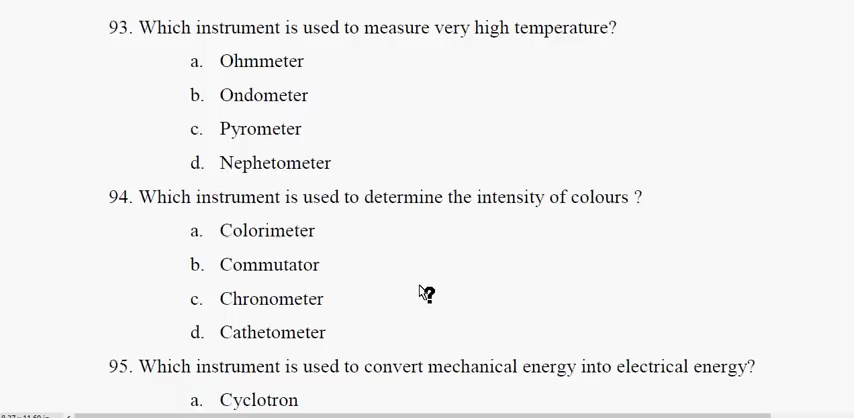 93. Which instrument is used to measure very high temperature?
a. Ohmmeter
b. Ondometer
c. Pyrometer
d. Nephetometer
94. Which instrument is used to determine the intensity of colours ?
a. Colorimeter
b. Commutator
c. Chronometer
d. Cathetometer
95. Which instrument is used to convert mechanical energy into electrical energy?
a. Cyclotron